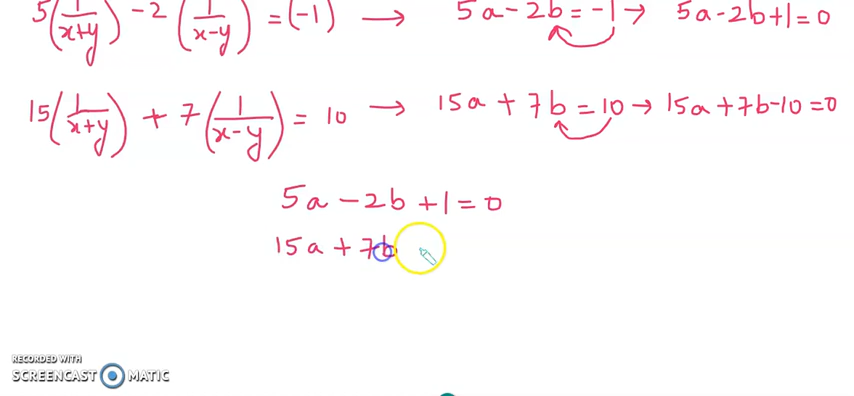 5(1/(x+y)) - 2(1/(x-y)) = (-1) → 5a - 2b = -1 → 5a - 2b + 1 = 0
15(1/(x+y)) + 7(1/(x-y)) = 10 → 15a + 7b = 10 → 15a + 7b - 10 = 0
5a - 2b + 1 = 0
15a + 7b
RECORDED WITH
SCREENCAST MATIC